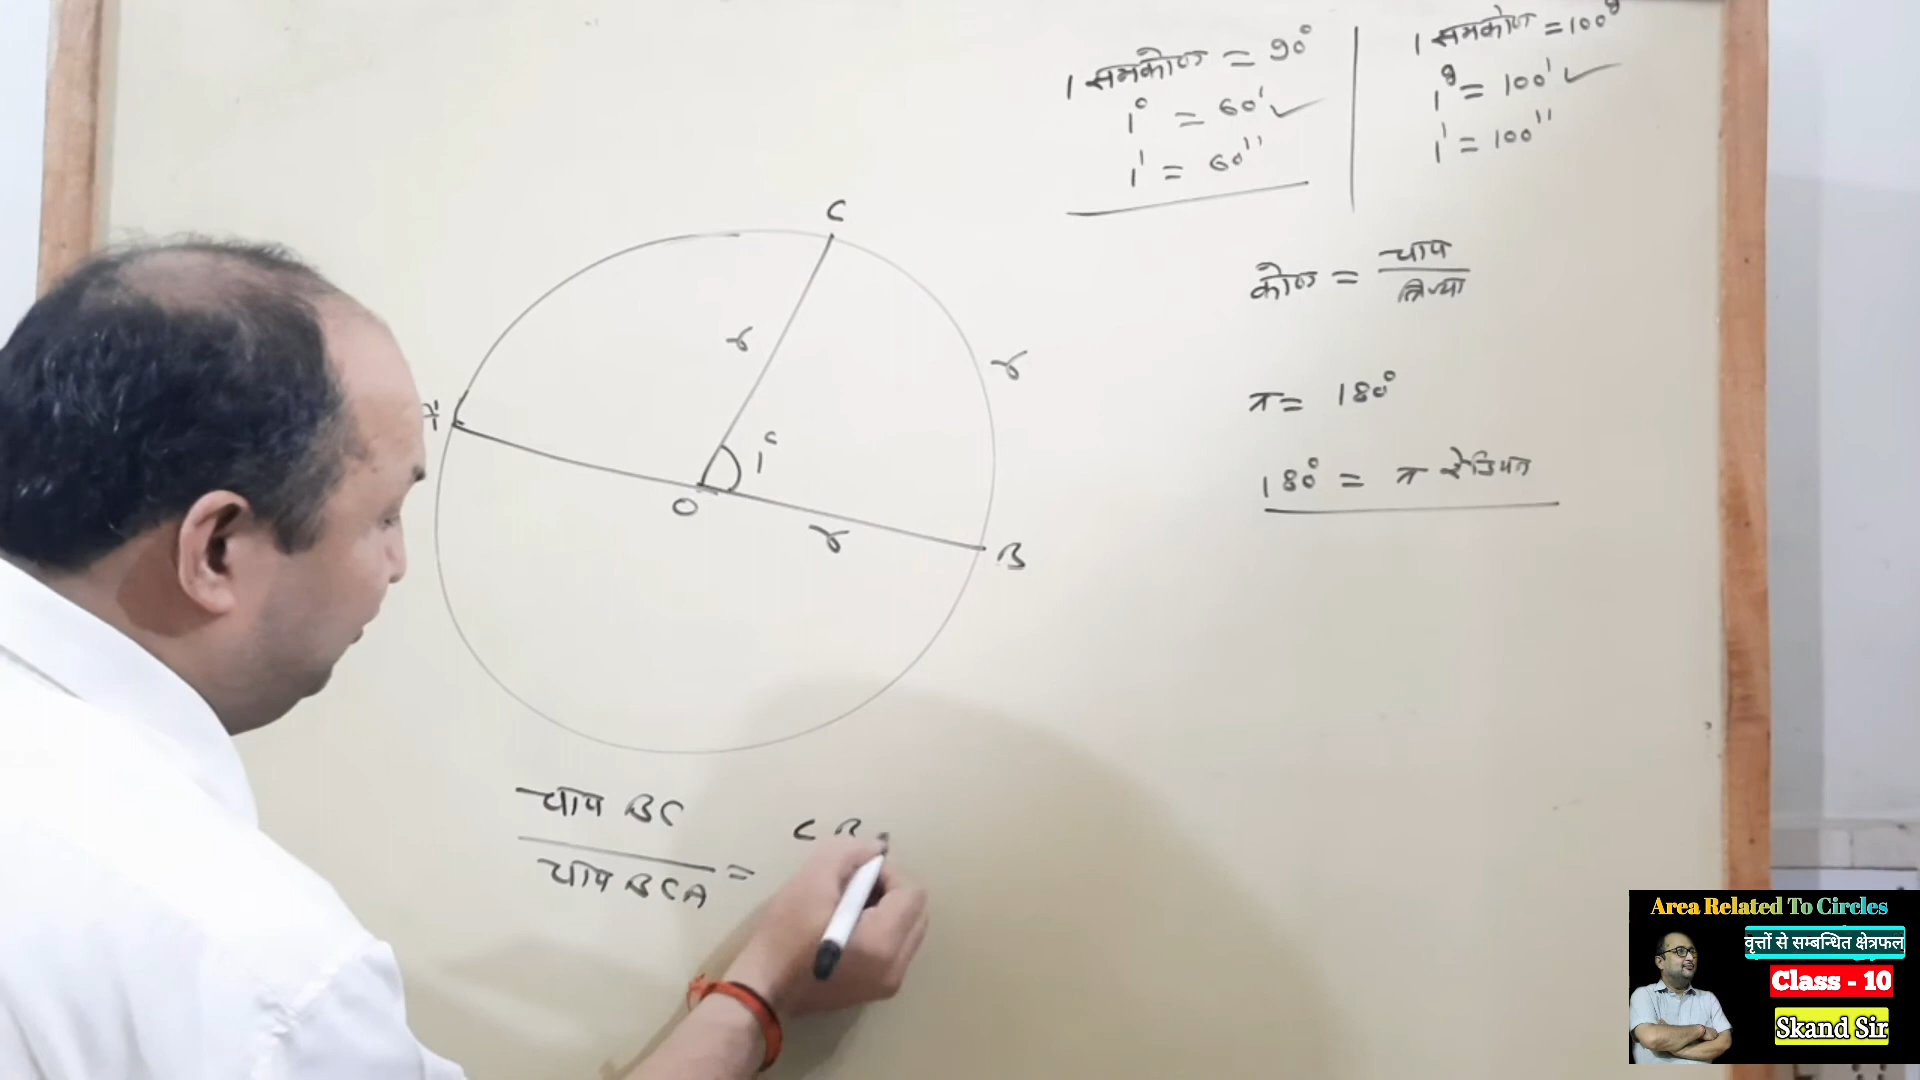 1 समकोण = 90°
1° = 60' ✓
1' = 60''
1 समकोण = 100g
1g = 100' ✓
1' = 100''
कोण = चाप / त्रिज्या
π = 180°
180° = π रेडियन
C
r
r
A
1c
O
r
B
चाप BC / चाप BCA =
Area Related To Circles
वृत्तों से सम्बन्धित क्षेत्रफल
Class - 10
Skand Sir